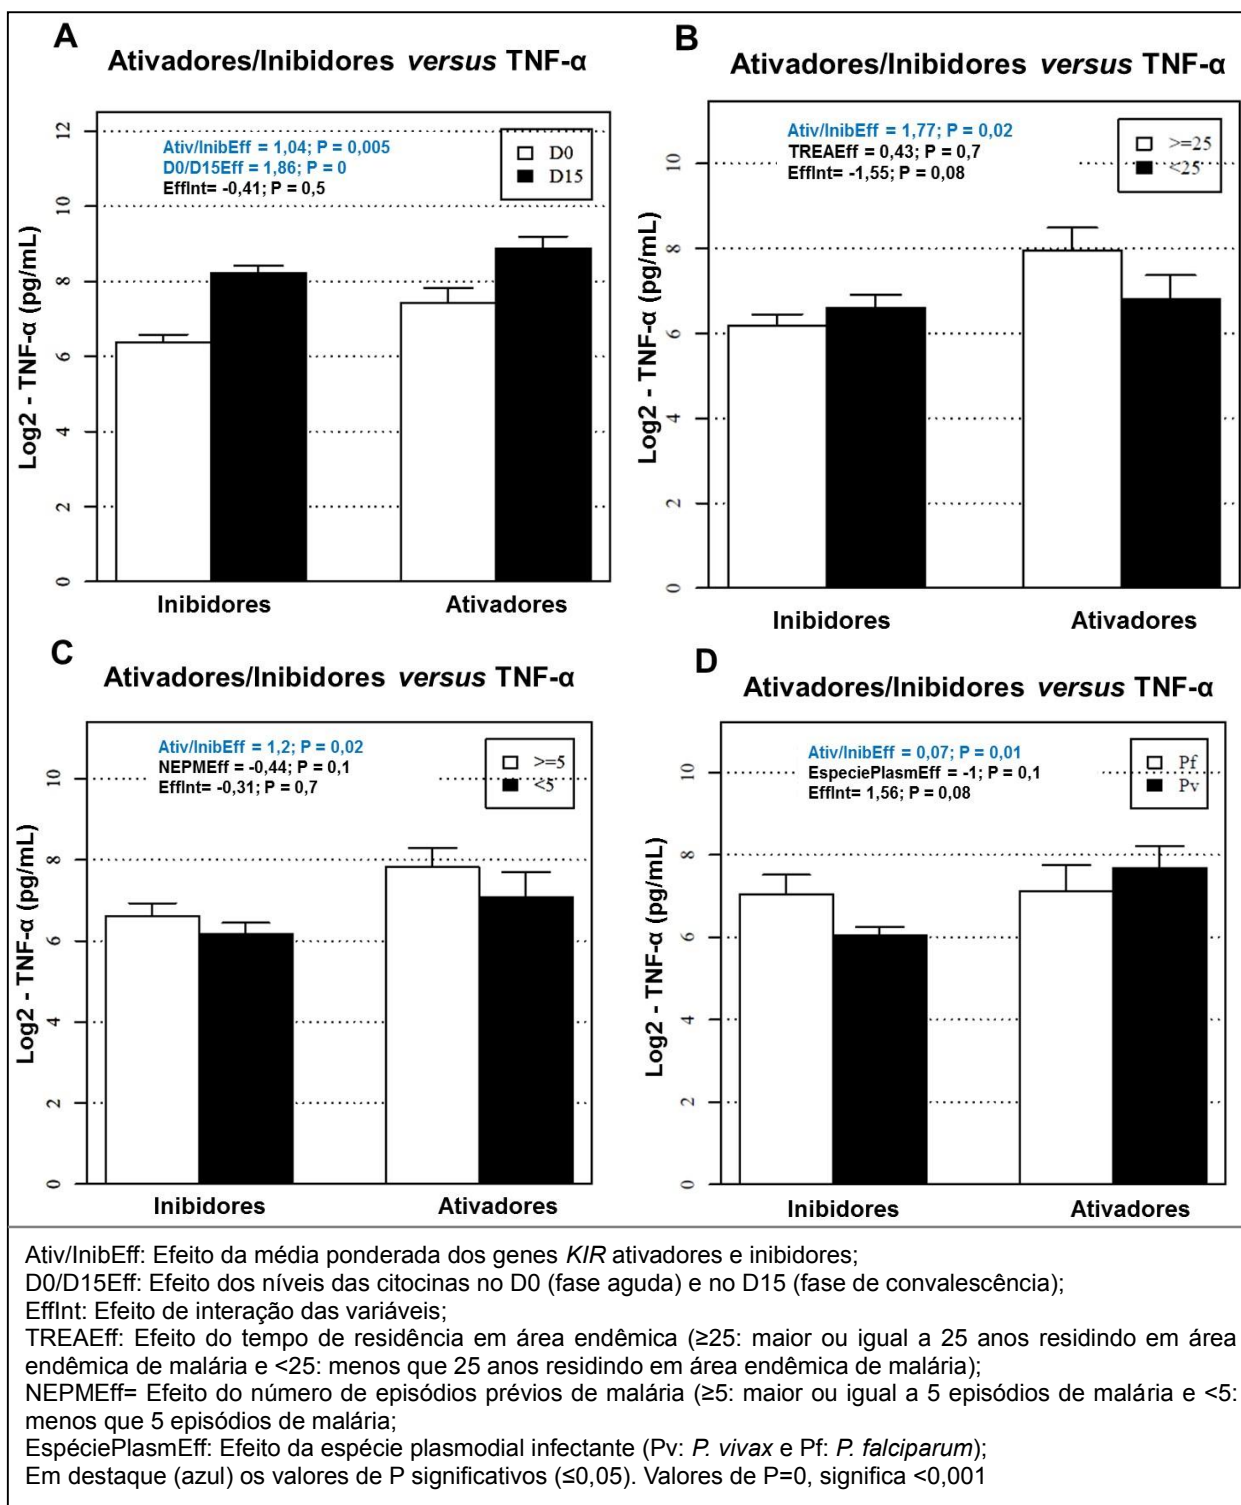 A
Ativadores/Inibidores versus TNF-α
Ativ/InibEff = 1,04; P = 0,005
D0/D15Eff = 1,86; P = 0
EffInt= -0,41; P = 0,5
D0
D15
Log2 - TNF-α (pg/mL)
12
10
8
6
4
2
0
Inibidores
Ativadores
B
Ativadores/Inibidores versus TNF-α
Ativ/InibEff = 1,77; P = 0,02
TREAEff = 0,43; P = 0,7
EffInt= -1,55; P = 0,08
>=25
<25
Log2 - TNF-α (pg/mL)
10
8
6
4
2
0
Inibidores
Ativadores
C
Ativadores/Inibidores versus TNF-α
Ativ/InibEff = 1,2; P = 0,02
NEPMEff = -0,44; P = 0,1
EffInt= -0,31; P = 0,7
>=5
<5
Log2 - TNF-α (pg/mL)
10
8
6
4
2
0
Inibidores
Ativadores
D
Ativadores/Inibidores versus TNF-α
Ativ/InibEff = 0,07; P = 0,01
EspeciePlasmEff = -1; P = 0,1
EffInt= 1,56; P = 0,08
Pf
Pv
Log2 - TNF-α (pg/mL)
10
8
6
4
2
0
Inibidores
Ativadores
Ativ/InibEff: Efeito da média ponderada dos genes KIR ativadores e inibidores;
D0/D15Eff: Efeito dos níveis das citocinas no D0 (fase aguda) e no D15 (fase de convalescência);
EffInt: Efeito de interação das variáveis;
TREAEff: Efeito do tempo de residência em área endêmica (≥25: maior ou igual a 25 anos residindo em área
endêmica de malária e <25: menos que 25 anos residindo em área endêmica de malária);
NEPMEff= Efeito do número de episódios prévios de malária (≥5: maior ou igual a 5 episódios de malária e <5:
menos que 5 episódios de malária;
EspéciePlasmEff: Efeito da espécie plasmodial infectante (Pv: P. vivax e Pf: P. falciparum);
Em destaque (azul) os valores de P significativos (≤0,05). Valores de P=0, significa <0,001